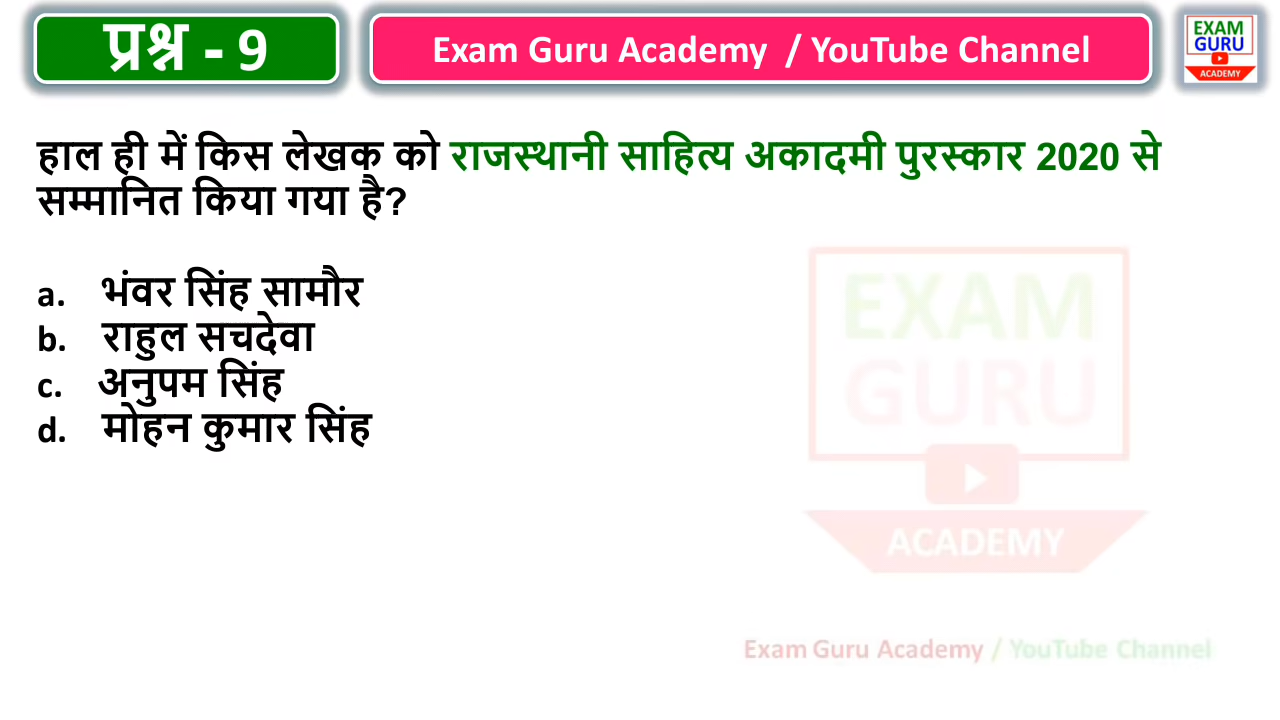 प्रश्न - 9
Exam Guru Academy / YouTube Channel
EXAM
GURU
ACADEMY
हाल ही में किस लेखक को राजस्थानी साहित्य अकादमी पुरस्कार 2020 से
सम्मानित किया गया है?
a. भंवर सिंह सामौर
b. राहुल सचदेवा
c. अनुपम सिंह
d. मोहन कुमार सिंह
EXAM
GURU
ACADEMY
Exam Guru Academy / YouTube Channel